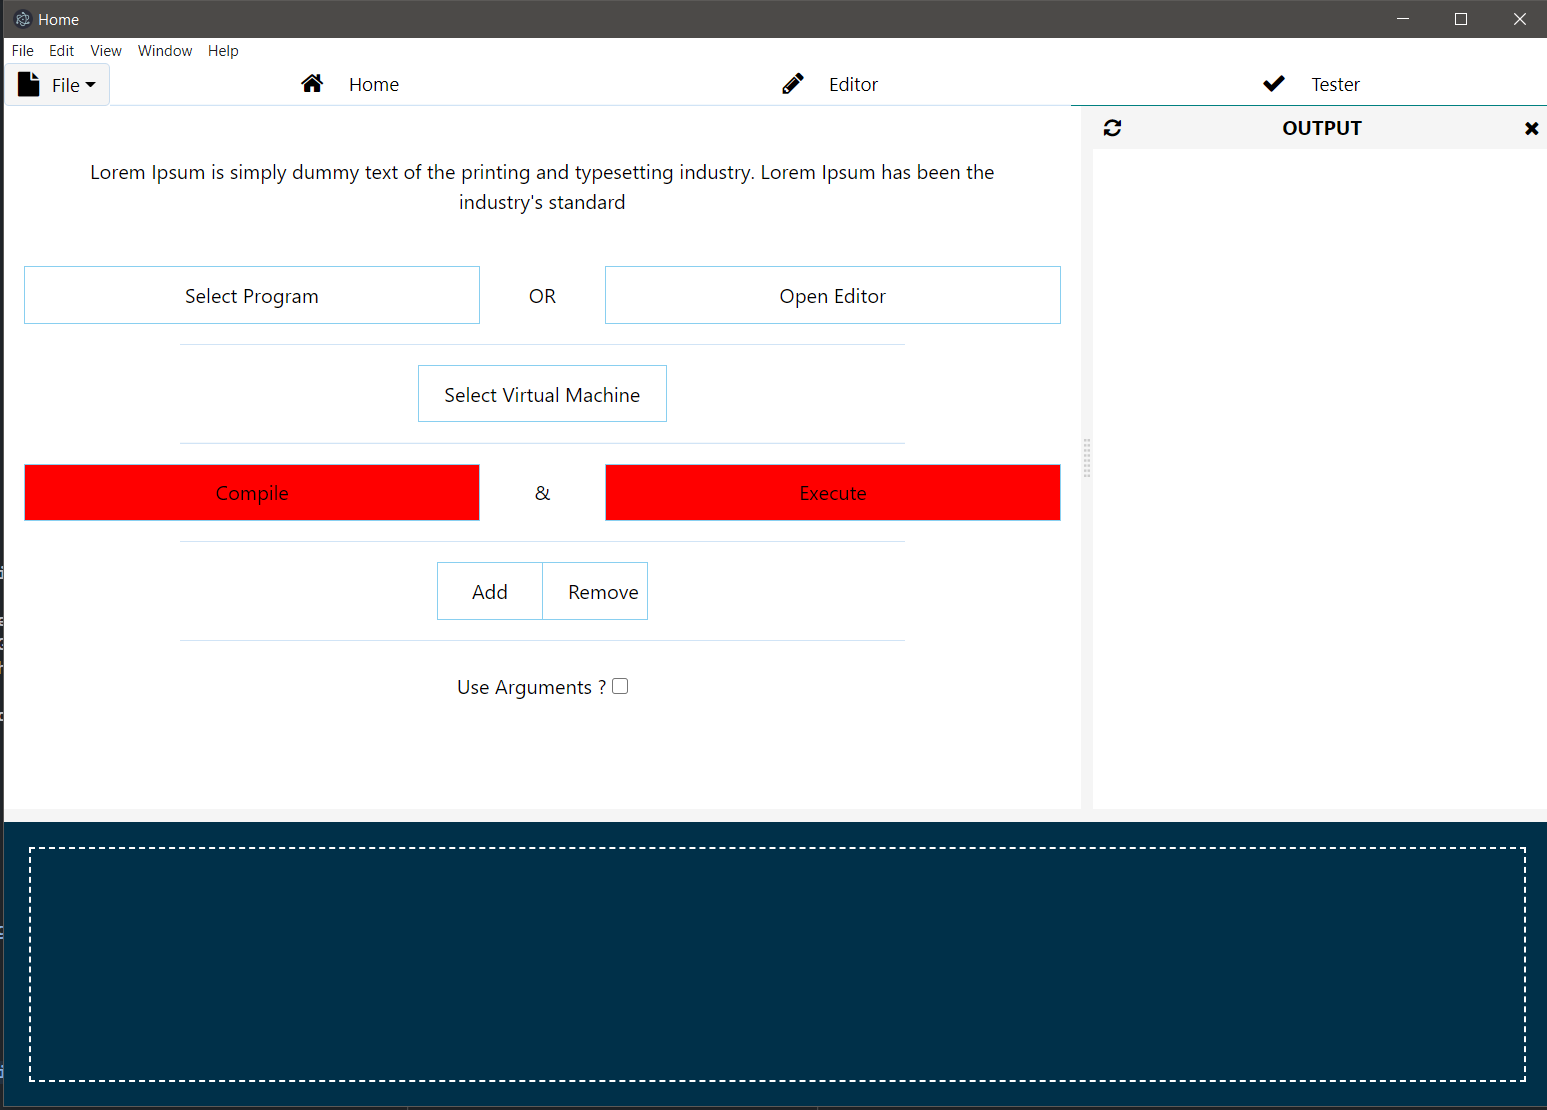 Home
File Edit View Window Help
File Home Editor Tester
OUTPUT
Lorem Ipsum is simply dummy text of the printing and typesetting industry. Lorem Ipsum has been the
industry's standard
Select Program OR Open Editor
Select Virtual Machine
Compile & Execute
Add Remove
Use Arguments ?